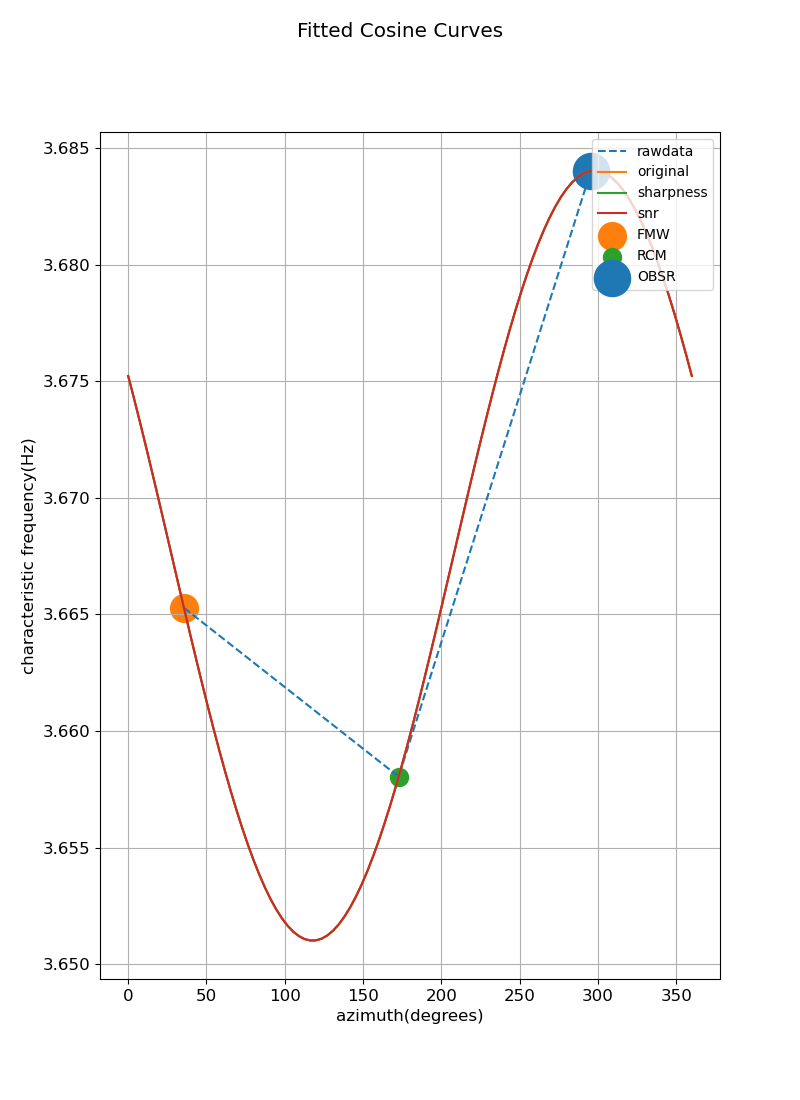 Fitted Cosine Curves
3.685
3.680
3.675
3.670
3.665
3.660
3.655
3.650
characteristic frequency(Hz)
rawdata
original
sharpness
snr
FMW
RCM
OBSR
0 50 100 150 200 250 300 350
azimuth(degrees)